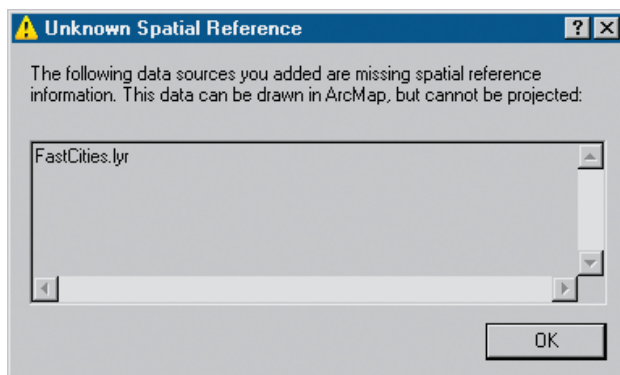 Unknown Spatial Reference
The following data sources you added are missing spatial reference
information. This data can be drawn in ArcMap, but cannot be projected:
FastCities.lyr
OK